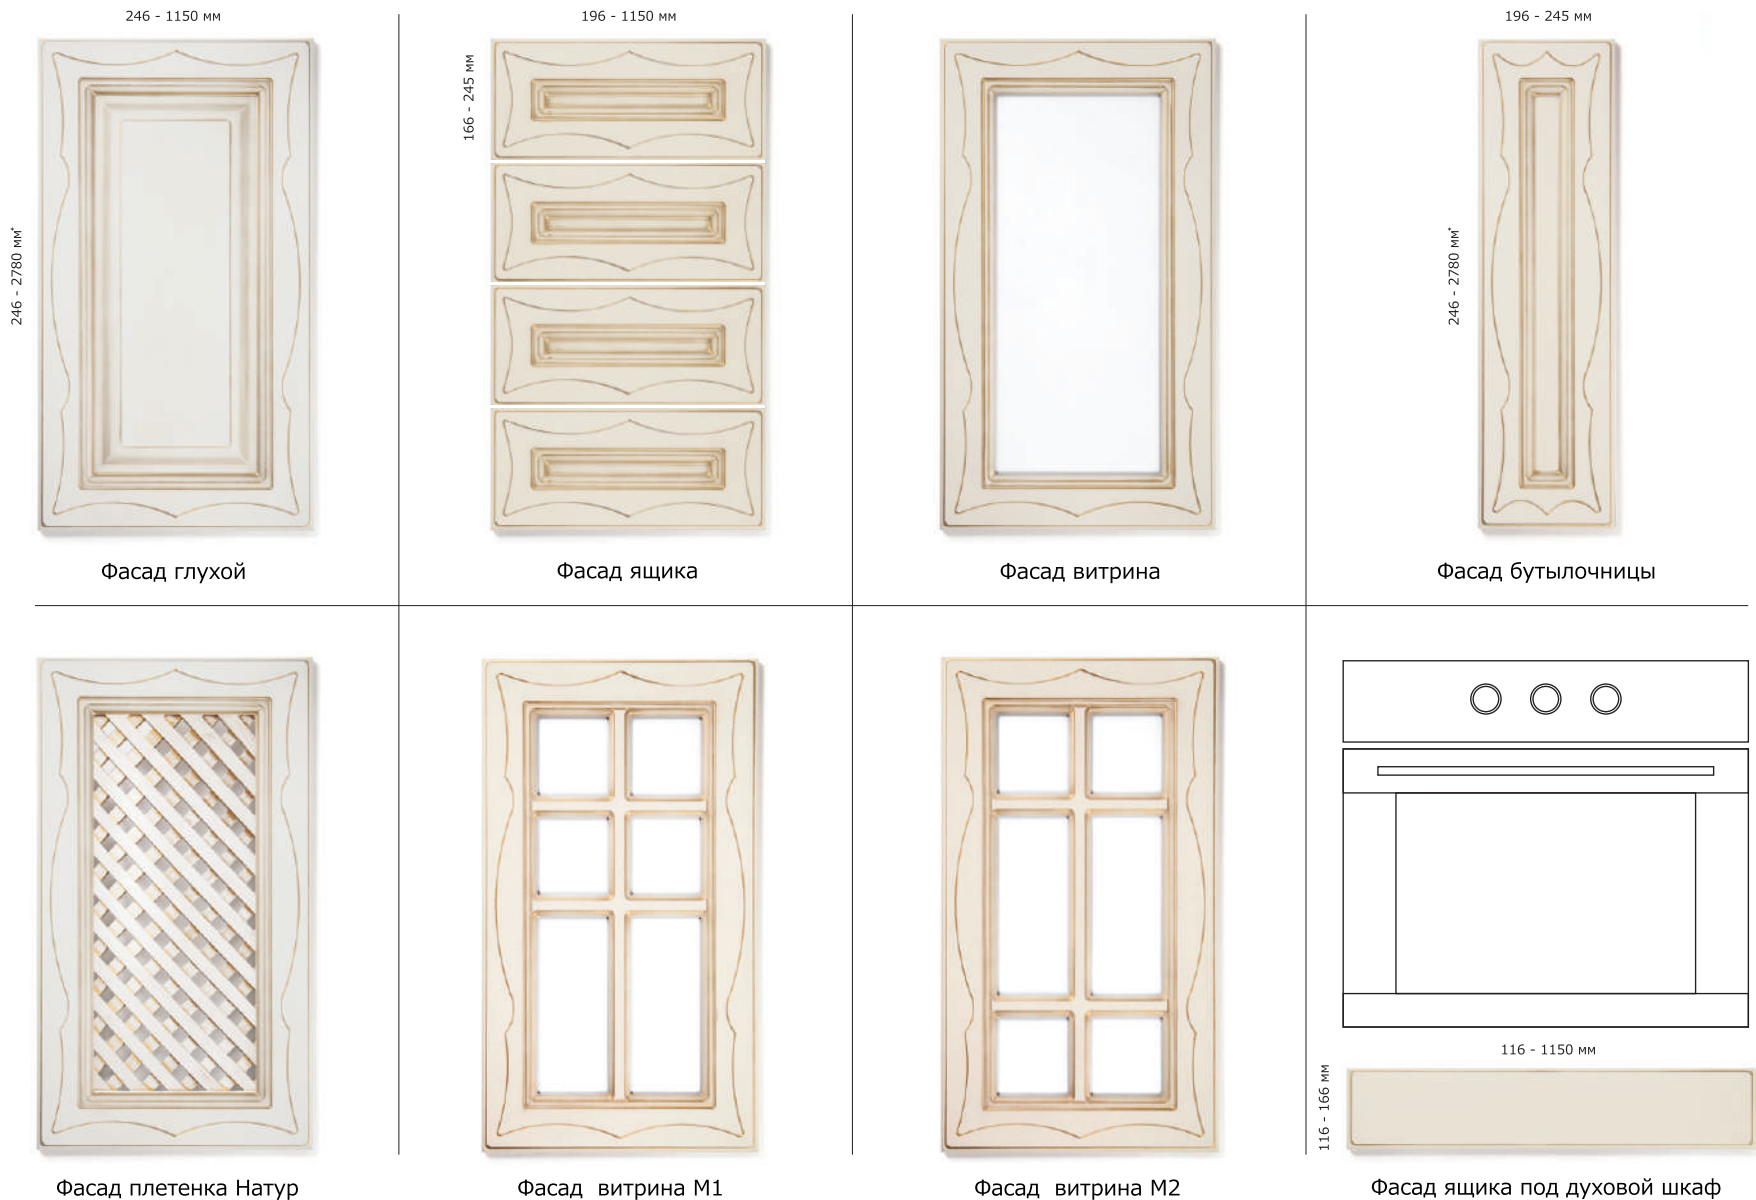 246 - 1150 мм
196 - 1150 мм
196 - 245 мм
246 - 2780 мм*
166 - 245 мм
246 - 2780 мм*
Фасад глухой
Фасад ящика
Фасад витрина
Фасад бутылочницы
116 - 1150 мм
116 - 166 мм
Фасад плетенка Натур
Фасад витрина М1
Фасад витрина М2
Фасад ящика под духовой шкаф